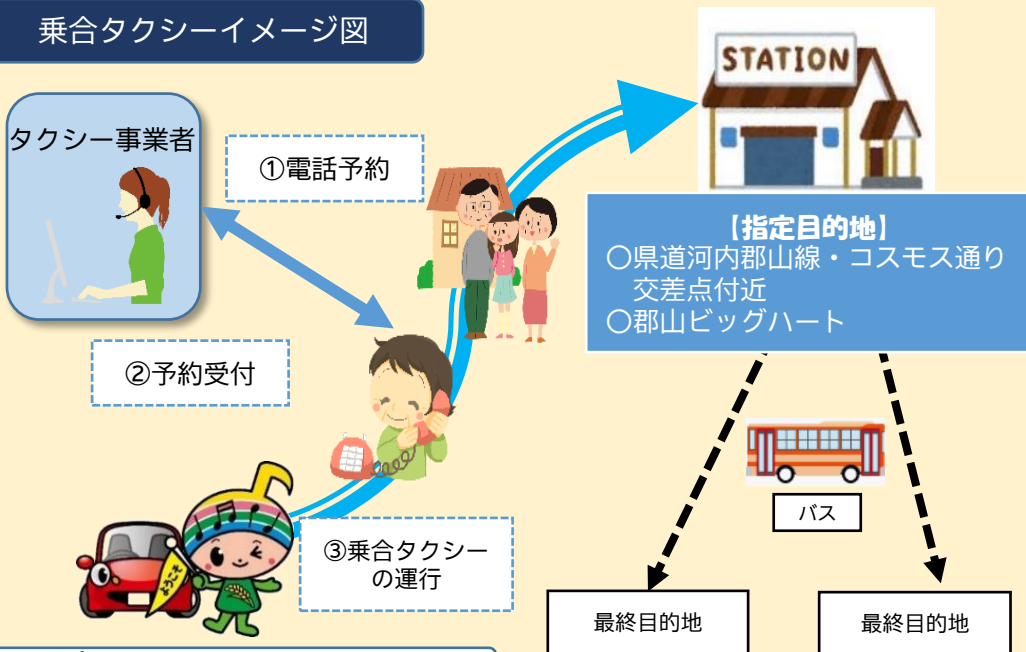 乗合タクシーイメージ図
STATION
タクシー事業者
①電話予約
【指定目的地】
〇県道河内郡山線・コスモス通り
交差点付近
〇郡山ビッグハート
②予約受付
バス
③乗合タクシー
の運行
最終目的地
最終目的地